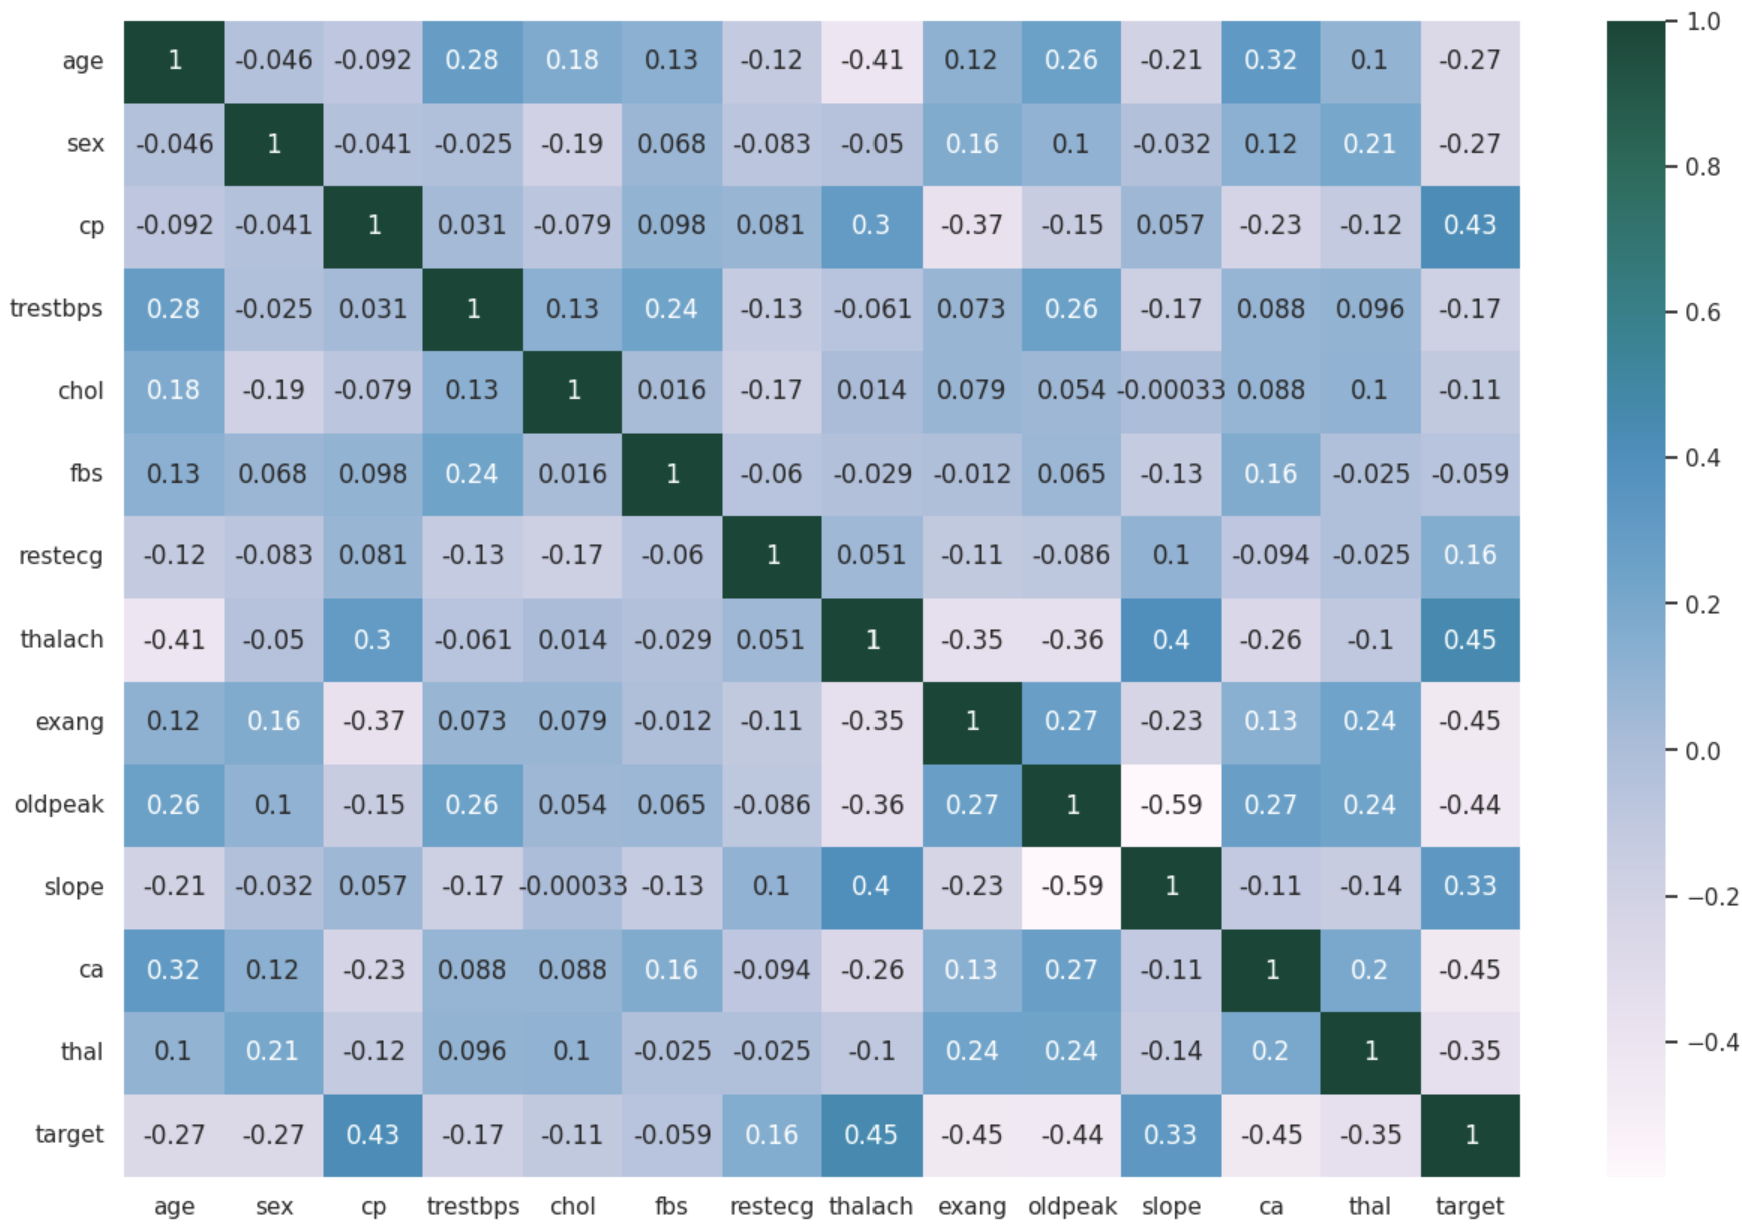 age 1 -0.046 -0.092 0.28 0.18 0.13 -0.12 -0.41 0.12 0.26 -0.21 0.32 0.1 -0.27
sex -0.046 1 -0.041 -0.025 -0.19 0.068 -0.083 -0.05 0.16 0.1 -0.032 0.12 0.21 -0.27
cp -0.092 -0.041 1 0.031 -0.079 0.098 0.081 0.3 -0.37 -0.15 0.057 -0.23 -0.12 0.43
trestbps 0.28 -0.025 0.031 1 0.13 0.24 -0.13 -0.061 0.073 0.26 -0.17 0.088 0.096 -0.17
chol 0.18 -0.19 -0.079 0.13 1 0.016 -0.17 0.014 0.079 0.054 -0.00033 0.088 0.1 -0.11
fbs 0.13 0.068 0.098 0.24 0.016 1 -0.06 -0.029 -0.012 0.065 -0.13 0.16 -0.025 -0.059
restecg -0.12 -0.083 0.081 -0.13 -0.17 -0.06 1 0.051 -0.11 -0.086 0.1 -0.094 -0.025 0.16
thalach -0.41 -0.05 0.3 -0.061 0.014 -0.029 0.051 1 -0.35 -0.36 0.4 -0.26 -0.1 0.45
exang 0.12 0.16 -0.37 0.073 0.079 -0.012 -0.11 -0.35 1 0.27 -0.23 0.13 0.24 -0.45
oldpeak 0.26 0.1 -0.15 0.26 0.054 0.065 -0.086 -0.36 0.27 1 -0.59 0.27 0.24 -0.44
slope -0.21 -0.032 0.057 -0.17 -0.00033 -0.13 0.1 0.4 -0.23 -0.59 1 -0.11 -0.14 0.33
ca 0.32 0.12 -0.23 0.088 0.088 0.16 -0.094 -0.26 0.13 0.27 -0.11 1 0.2 -0.45
thal 0.1 0.21 -0.12 0.096 0.1 -0.025 -0.025 -0.1 0.24 0.24 -0.14 0.2 1 -0.35
target -0.27 -0.27 0.43 -0.17 -0.11 -0.059 0.16 0.45 -0.45 -0.44 0.33 -0.45 -0.35 1
age sex cp trestbps chol fbs restecg thalach exang oldpeak slope ca thal target
1.0
0.8
0.6
0.4
0.2
0.0
−0.2
−0.4